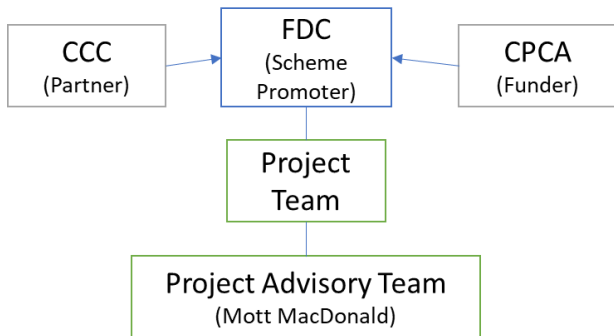 CCC
(Partner)
FDC
(Scheme
Promoter)
CPCA
(Funder)
Project
Team
Project Advisory Team
(Mott MacDonald)